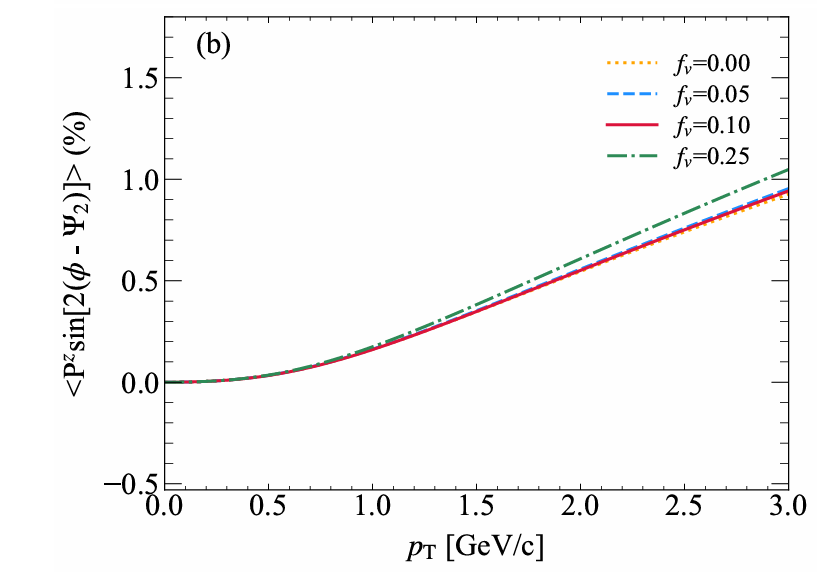 (b)
f_v=0.00
f_v=0.05
f_v=0.10
f_v=0.25
<P^z sin[2(ϕ - Ψ_2)]> (%)
1.5
1.0
0.5
0.0
−0.5
0.0 0.5 1.0 1.5 2.0 2.5 3.0
p_T [GeV/c]